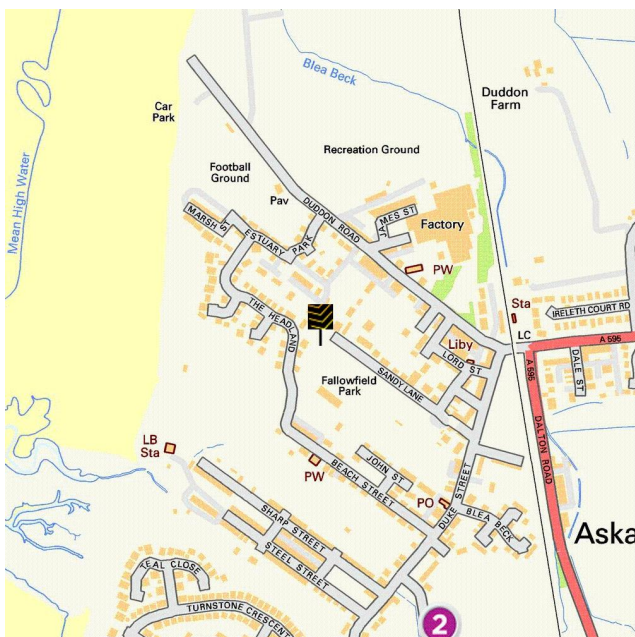 Blea Beck
Duddon
Farm
Car
Park
Mean High Water
Recreation Ground
Football
Ground
Pav
DUDDON ROAD
JAMES ST
Factory
MARSH ST
ESTUARY PARK
PW
THE HEADLAND
Sta
IRELETH COURT RD
LC
A 595
1
Liby
LORD ST
A 595
DALE ST
SANDY LANE
Fallowfield
Park
DALTON ROAD
LB
Sta
PW
JOHN ST
BEACH STREET
DUKE STREET
PO
BLEA BECK
SHARP STREET
STEEL STREET
Aska
TEAL CLOSE
TURNSTONE CRESCENT
2